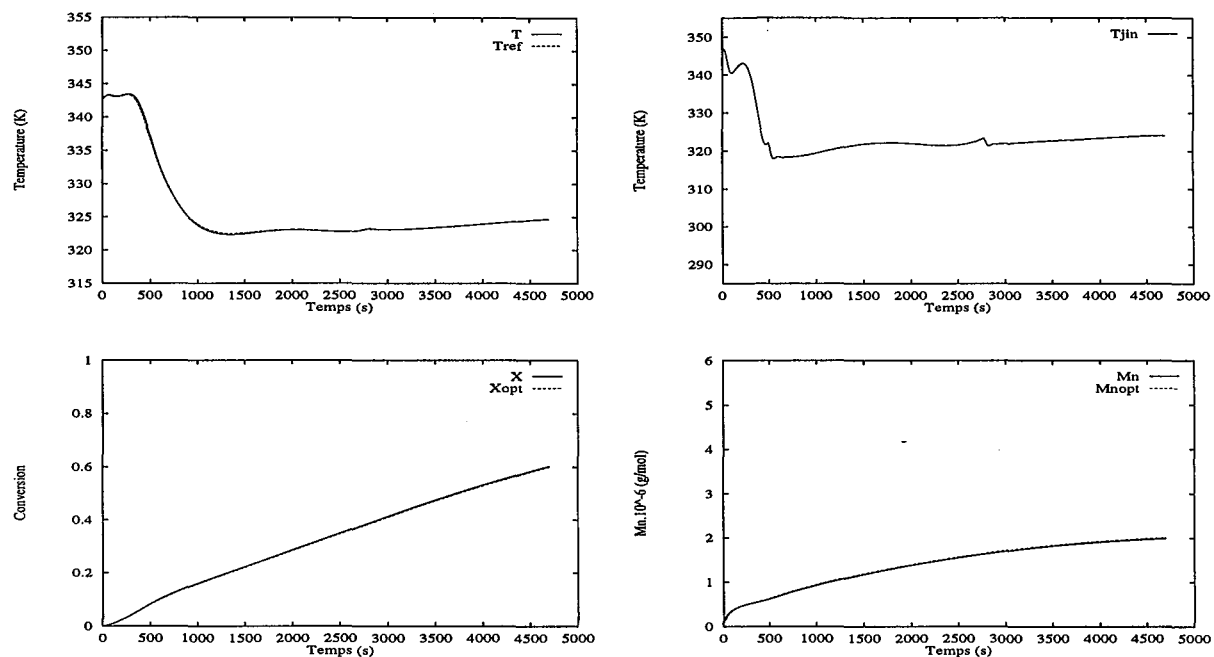 355
350
345
340
335
330
325
320
315
Temperature (K)
T
Tref
0 500 1000 1500 2000 2500 3000 3500 4000 4500 5000
Temps (s)
350
340
330
320
310
300
290
Temperature (K)
Tjin
0 500 1000 1500 2000 2500 3000 3500 4000 4500 5000
Temps (s)
1
0.8
0.6
0.4
0.2
0
Conversion
X
Xopt
0 500 1000 1500 2000 2500 3000 3500 4000 4500 5000
Temps (s)
6
5
4
3
2
1
0
Mn.10^-6 (g/mol)
Mn
Mnopt
0 500 1000 1500 2000 2500 3000 3500 4000 4500 5000
Temps (s)